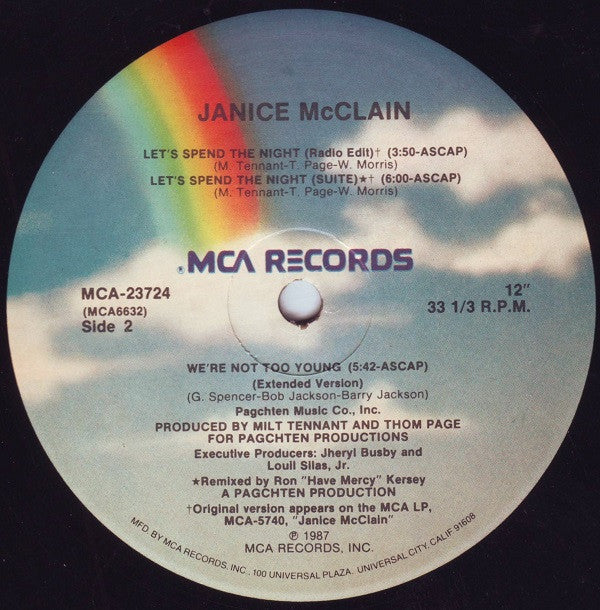 JANICE McCLAIN
LET'S SPEND THE NIGHT (Radio Edit)† (3:50-ASCAP)
(M. Tennant-T. Page-W. Morris)
LET'S SPEND THE NIGHT (SUITE)★† (6:00-ASCAP)
(M. Tennant-T. Page-W. Morris)
®MCA RECORDS
MCA-23724
(MCA6632)
Side 2
12"
33 1/3 R.P.M.
WE'RE NOT TOO YOUNG (5:42-ASCAP)
(Extended Version)
(G. Spencer-Bob Jackson-Barry Jackson)
Pagchten Music Co., Inc.
PRODUCED BY MILT TENNANT AND THOM PAGE
FOR PAGCHTEN PRODUCTIONS
Executive Producers: Jheryl Busby and
Louil Silas, Jr.
★Remixed by Ron "Have Mercy" Kersey
A PAGCHTEN PRODUCTION
†Original version appears on the MCA LP,
MCA-5740, "Janice McClain"
℗ 1987
MCA RECORDS, INC.
MFD. BY MCA RECORDS, INC., 100 UNIVERSAL PLAZA, UNIVERSAL CITY, CALIF 91608